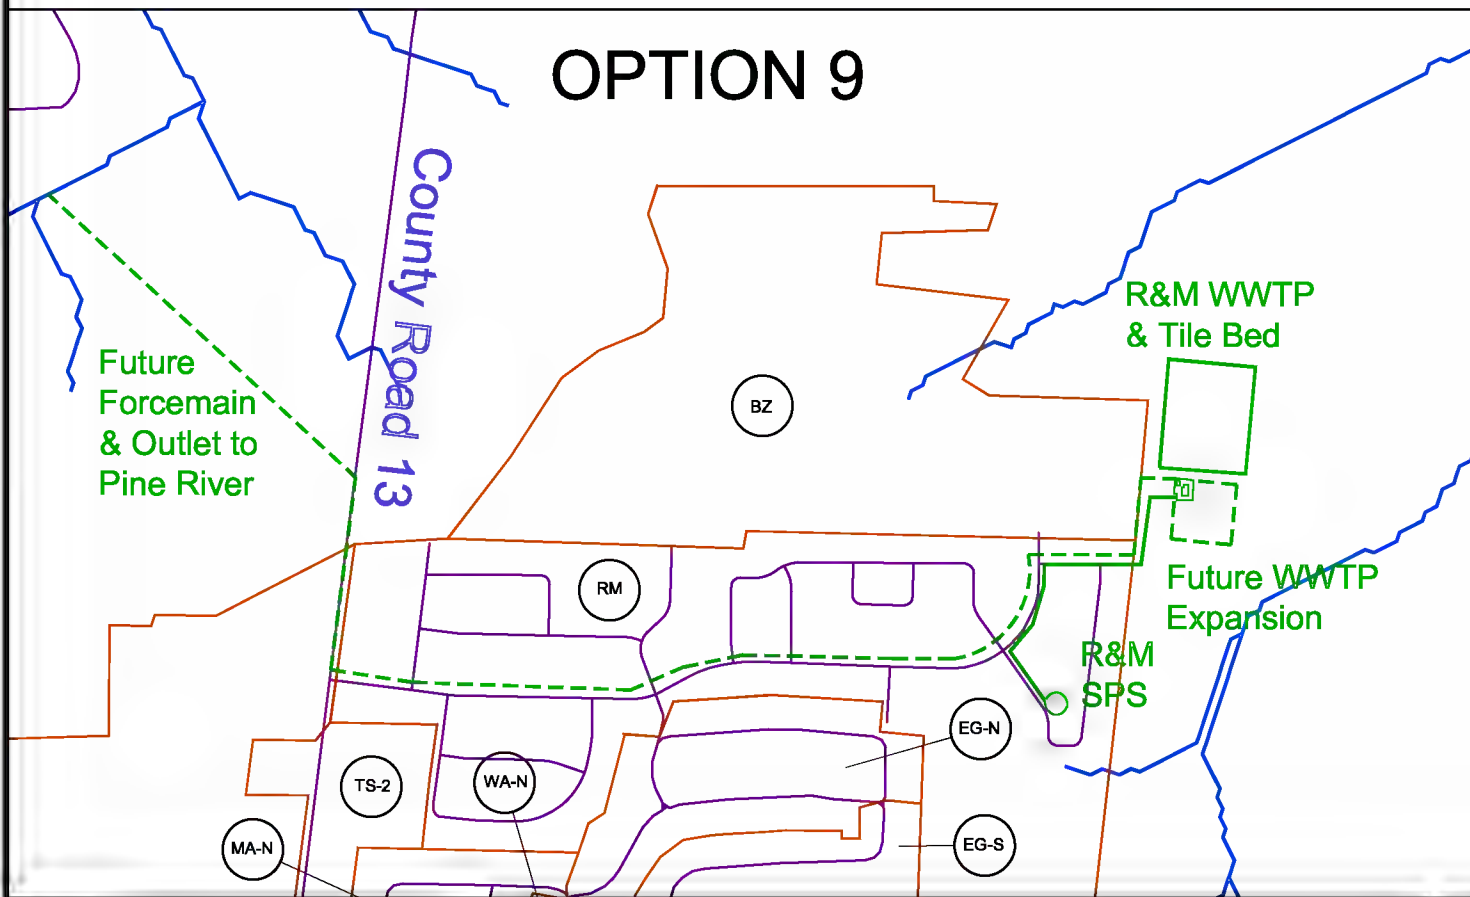 OPTION 9
County Road 13
R&M WWTP
& Tile Bed
Future
Forcemain
& Outlet to
Pine River
BZ
RM
Future WWTP
Expansion
R&M
SPS
EG-N
TS-2
WA-N
MA-N
EG-S